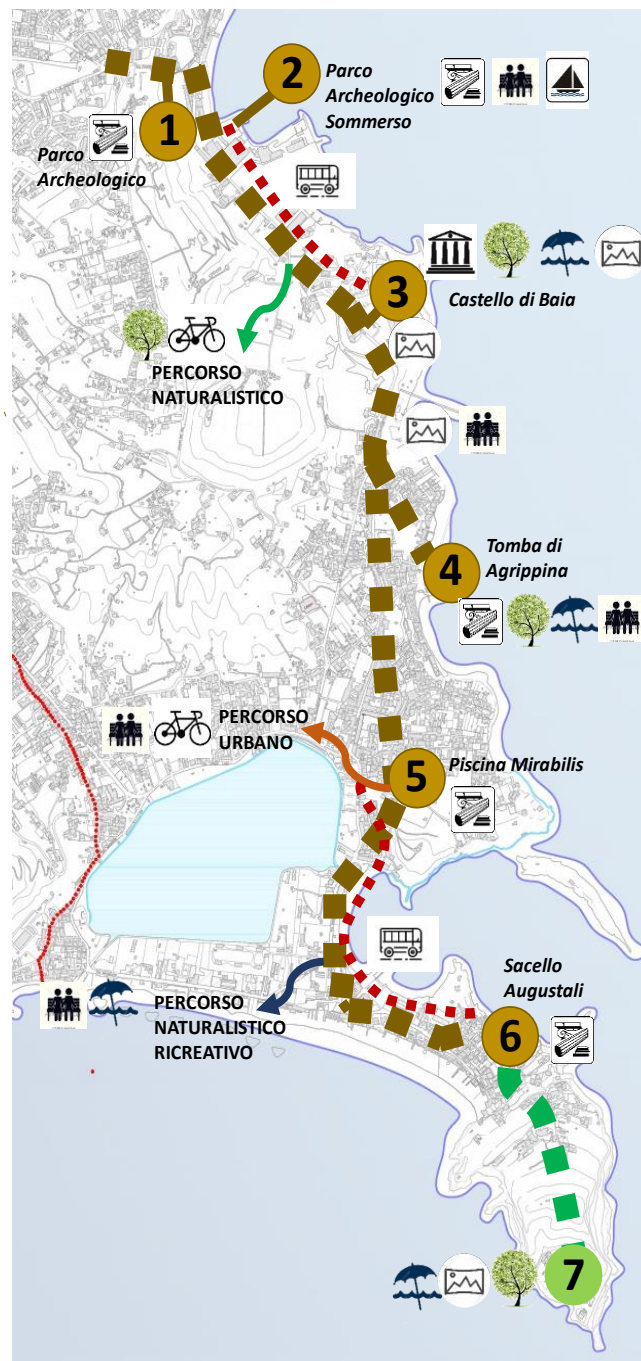 2
Parco
Archeologico
Sommerso
1
Parco
Archeologico
3
Castello di Baia
PERCORSO
NATURALISTICO
4
Tomba di
Agrippina
PERCORSO
URBANO
5
Piscina Mirabilis
Sacello
Augustali
PERCORSO
NATURALISTICO
RICREATIVO
6
7